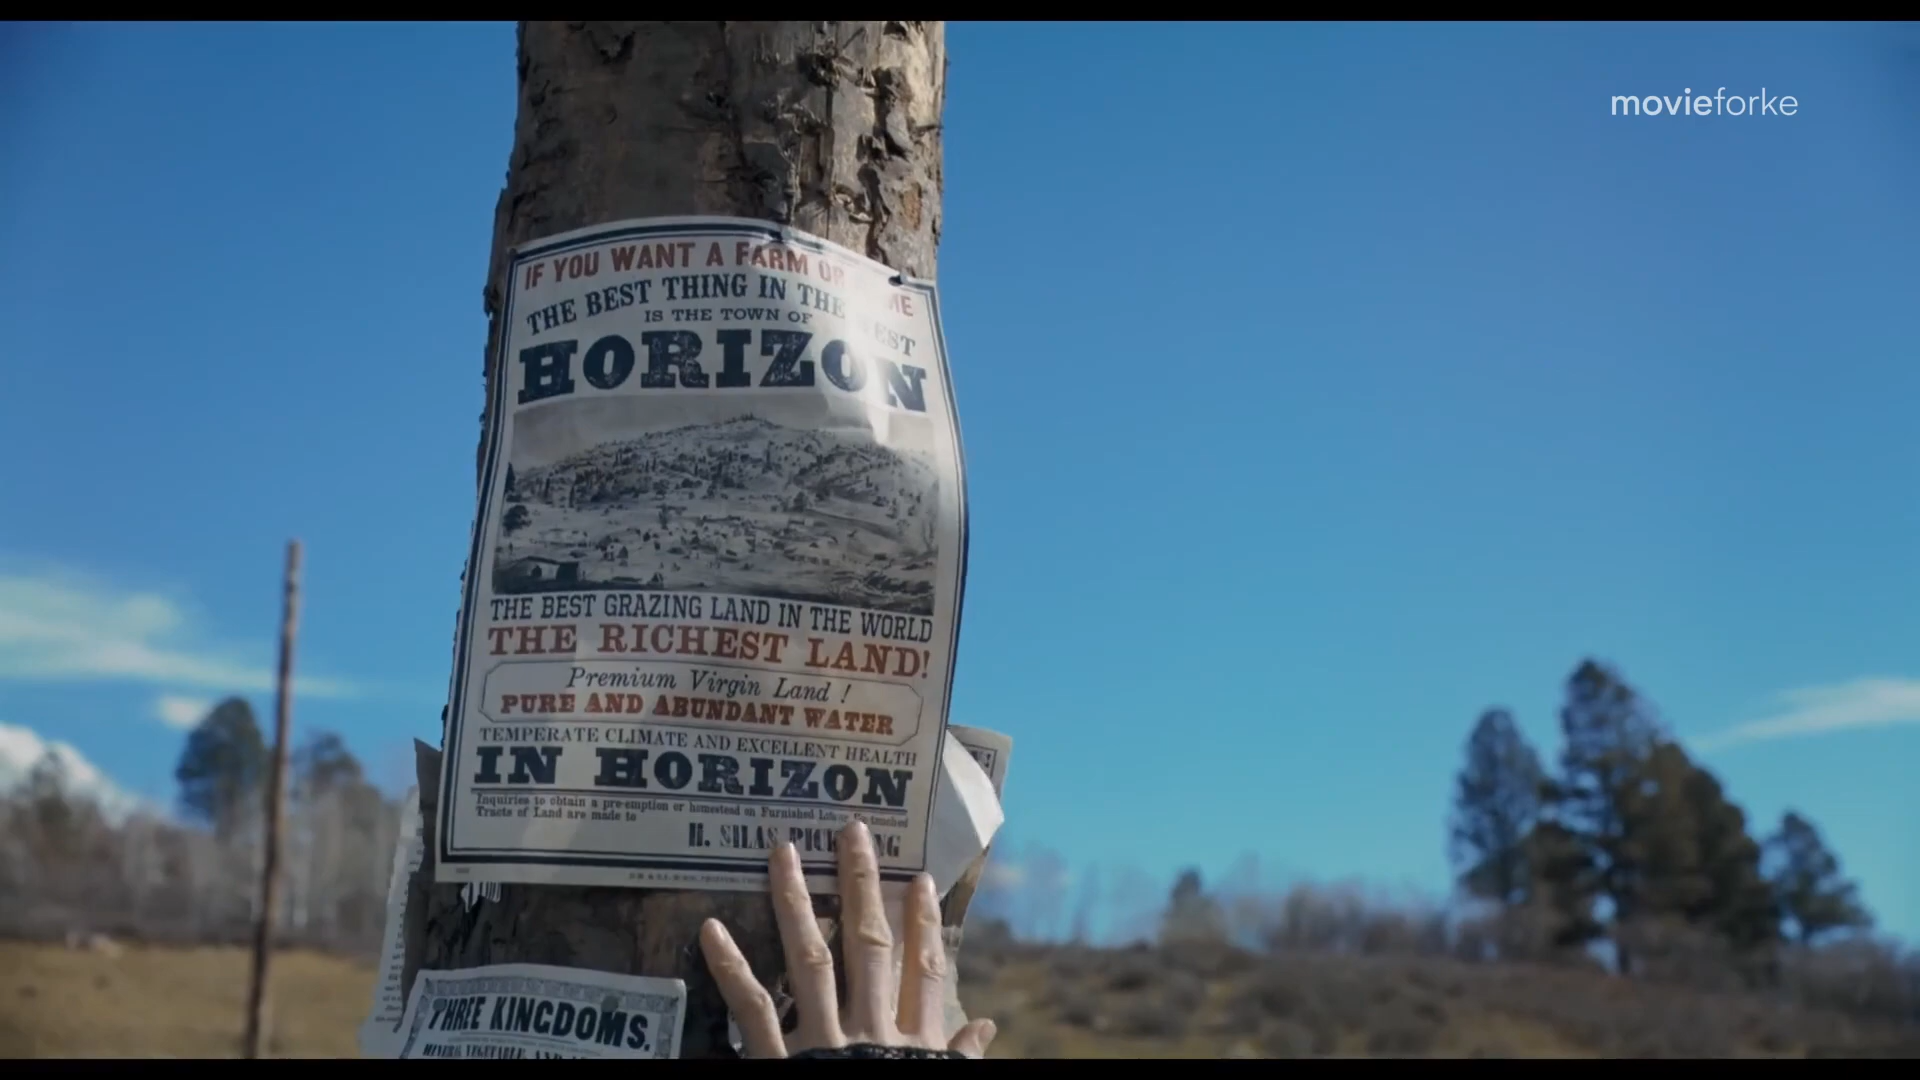 movieforke
IF YOU WANT A FARM OR
THE BEST THING IN THE
IS THE TOWN OF
HORIZON
THE BEST GRAZING LAND IN THE WORLD
THE RICHEST LAND!
Premium Virgin Land !
PURE AND ABUNDANT WATER
TEMPERATE CLIMATE AND EXCELLENT HEALTH
IN HORIZON
Inquiries to obtain a pre-emption or homestead on Furnished Lots
Tracts of Land are made to
H. SILAS
THREE KINGDOMS.